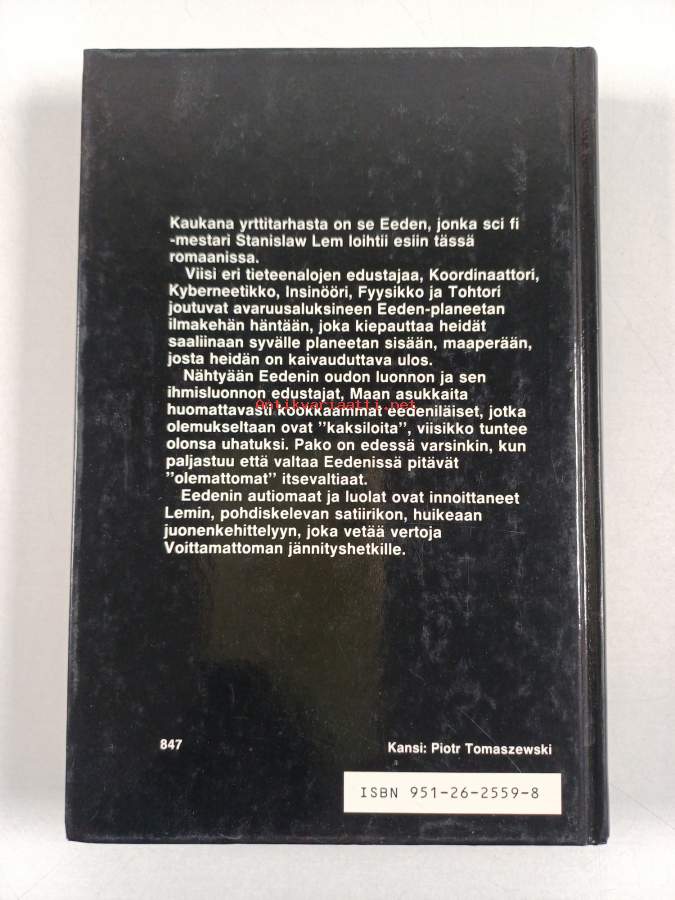 Kaukana yrttitarhasta on se Eeden, jonka sci fi
-mestari Stanislaw Lem loihtii esiin tässä
romaanissa.
Viisi eri tieteenalojen edustajaa, Koordinaattori,
Kyberneetikko, Insinööri, Fyysikko ja Tohtori
joutuvat avaruusaluksineen Eeden-planeetan
ilmakehän häntään, joka kiepauttaa heidät
saaliinaan syvälle planeetan sisään, maaperään,
josta heidän on kaivauduttava ulos.
Nähtyään Eedenin oudon luonnon ja sen
ihmisluonnon edustajat, Maan asukkaita
huomattavasti kookkaammat eedeniläiset, jotka
Antikvariaatti.net
olemukseltaan ovat "kaksiloita", viisikko tuntee
olonsa uhatuksi. Pako on edessä varsinkin, kun
paljastuu että valtaa Eedenissä pitävät
"olemattomat" itsevaltiaat.
Eedenin autiomaat ja luolat ovat innoittaneet
Lemin, pohdiskelevan satiirikon, huikeaan
juonenkehittelyyn, joka vetää vertoja
Voittamattoman jännityshetkille.
847
Kansi: Piotr Tomaszewski
ISBN 951-26-2559-8